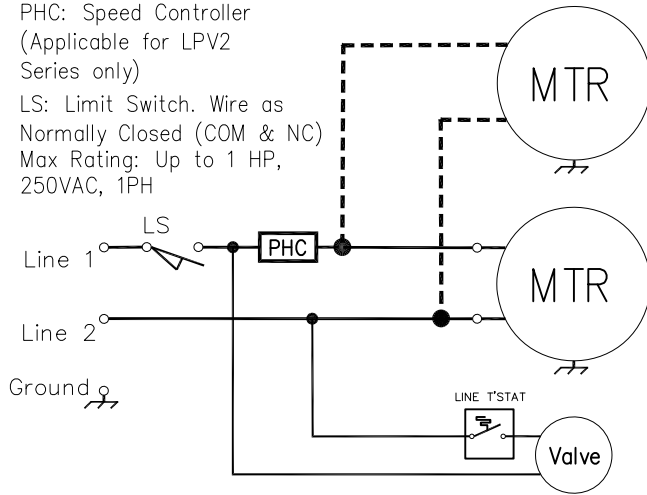 PHC: Speed Controller
(Applicable for LPV2
Series only)
LS: Limit Switch. Wire as
Normally Closed (COM & NC)
Max Rating: Up to 1 HP,
250VAC, 1PH
MTR
LS
Line 1
PHC
MTR
Line 2
Ground
LINE T'STAT
Valve